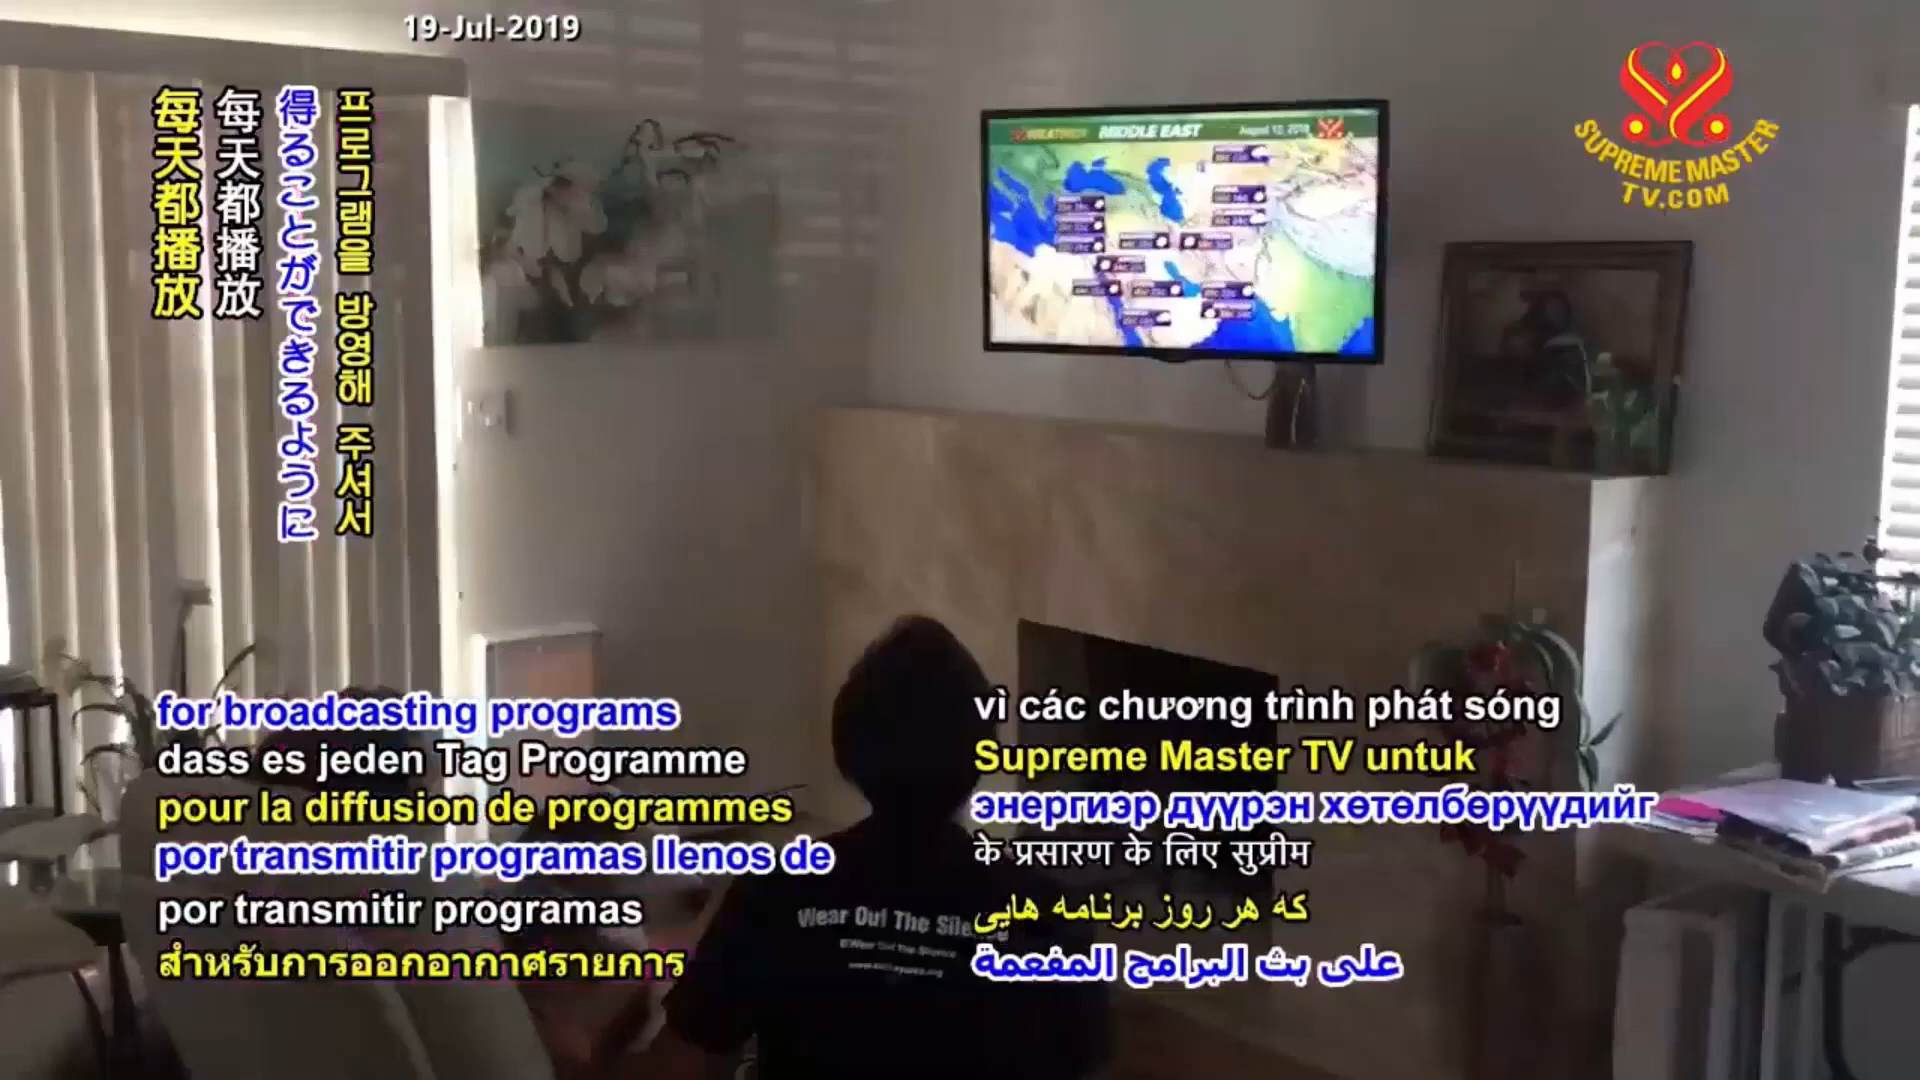 19-Jul-2019
SUPREME MASTER
TV.COM
MIDDLE EAST
每天都播放
每天都播放
得ることができるように
프로그램을 방영해 주셔서
for broadcasting programs
dass es jeden Tag Programme
pour la diffusion de programmes
por transmitir programas llenos de
por transmitir programas
สำหรับการออกอากาศรายการ
vì các chương trình phát sóng
Supreme Master TV untuk
энергиэр дүүрэн хөтөлбөрүүдийг
के प्रसारण के लिए सुप्रीम
که هر روز برنامه هایی
على بث البرامج المفعمة
Wear Out The